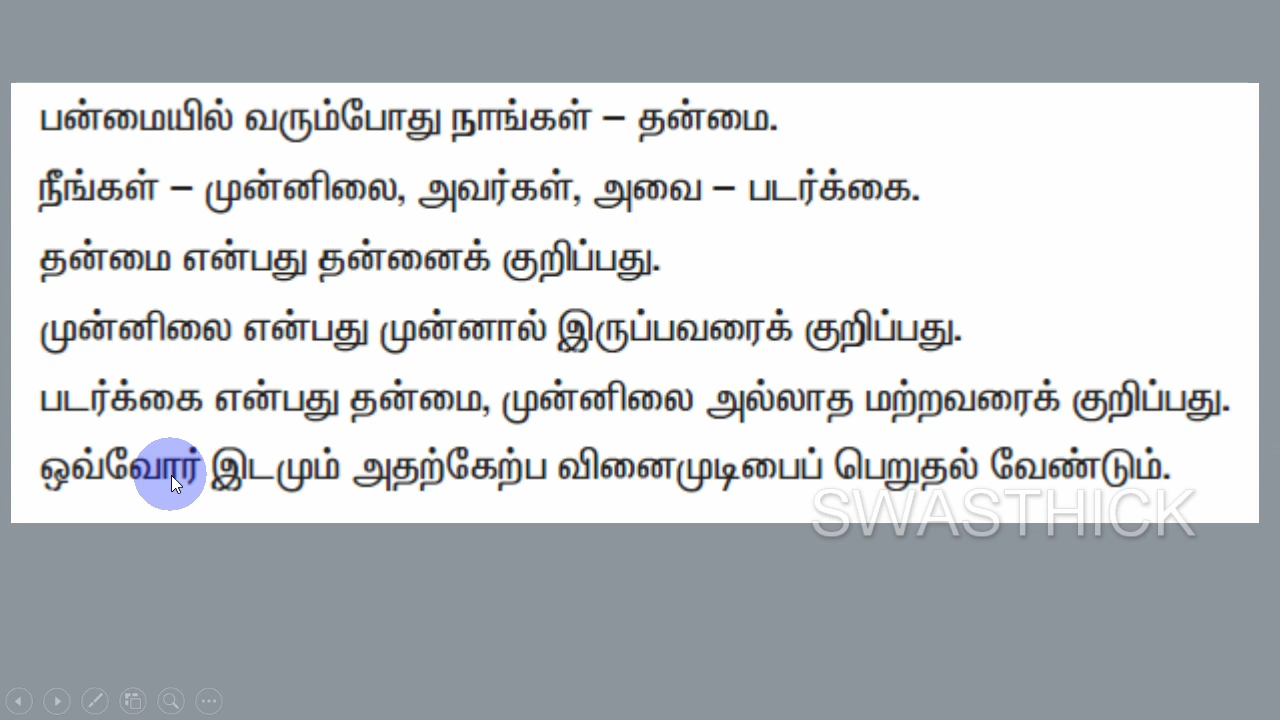 பன்மையில் வரும்போது நாங்கள் – தன்மை.
நீங்கள் – முன்னிலை, அவர்கள், அவை – படர்க்கை.
தன்மை என்பது தன்னைக் குறிப்பது.
முன்னிலை என்பது முன்னால் இருப்பவரைக் குறிப்பது.
படர்க்கை என்பது தன்மை, முன்னிலை அல்லாத மற்றவரைக் குறிப்பது.
ஒவ்வோர் இடமும் அதற்கேற்ப வினைமுடிபைப் பெறுதல் வேண்டும்.
SWASTHICK